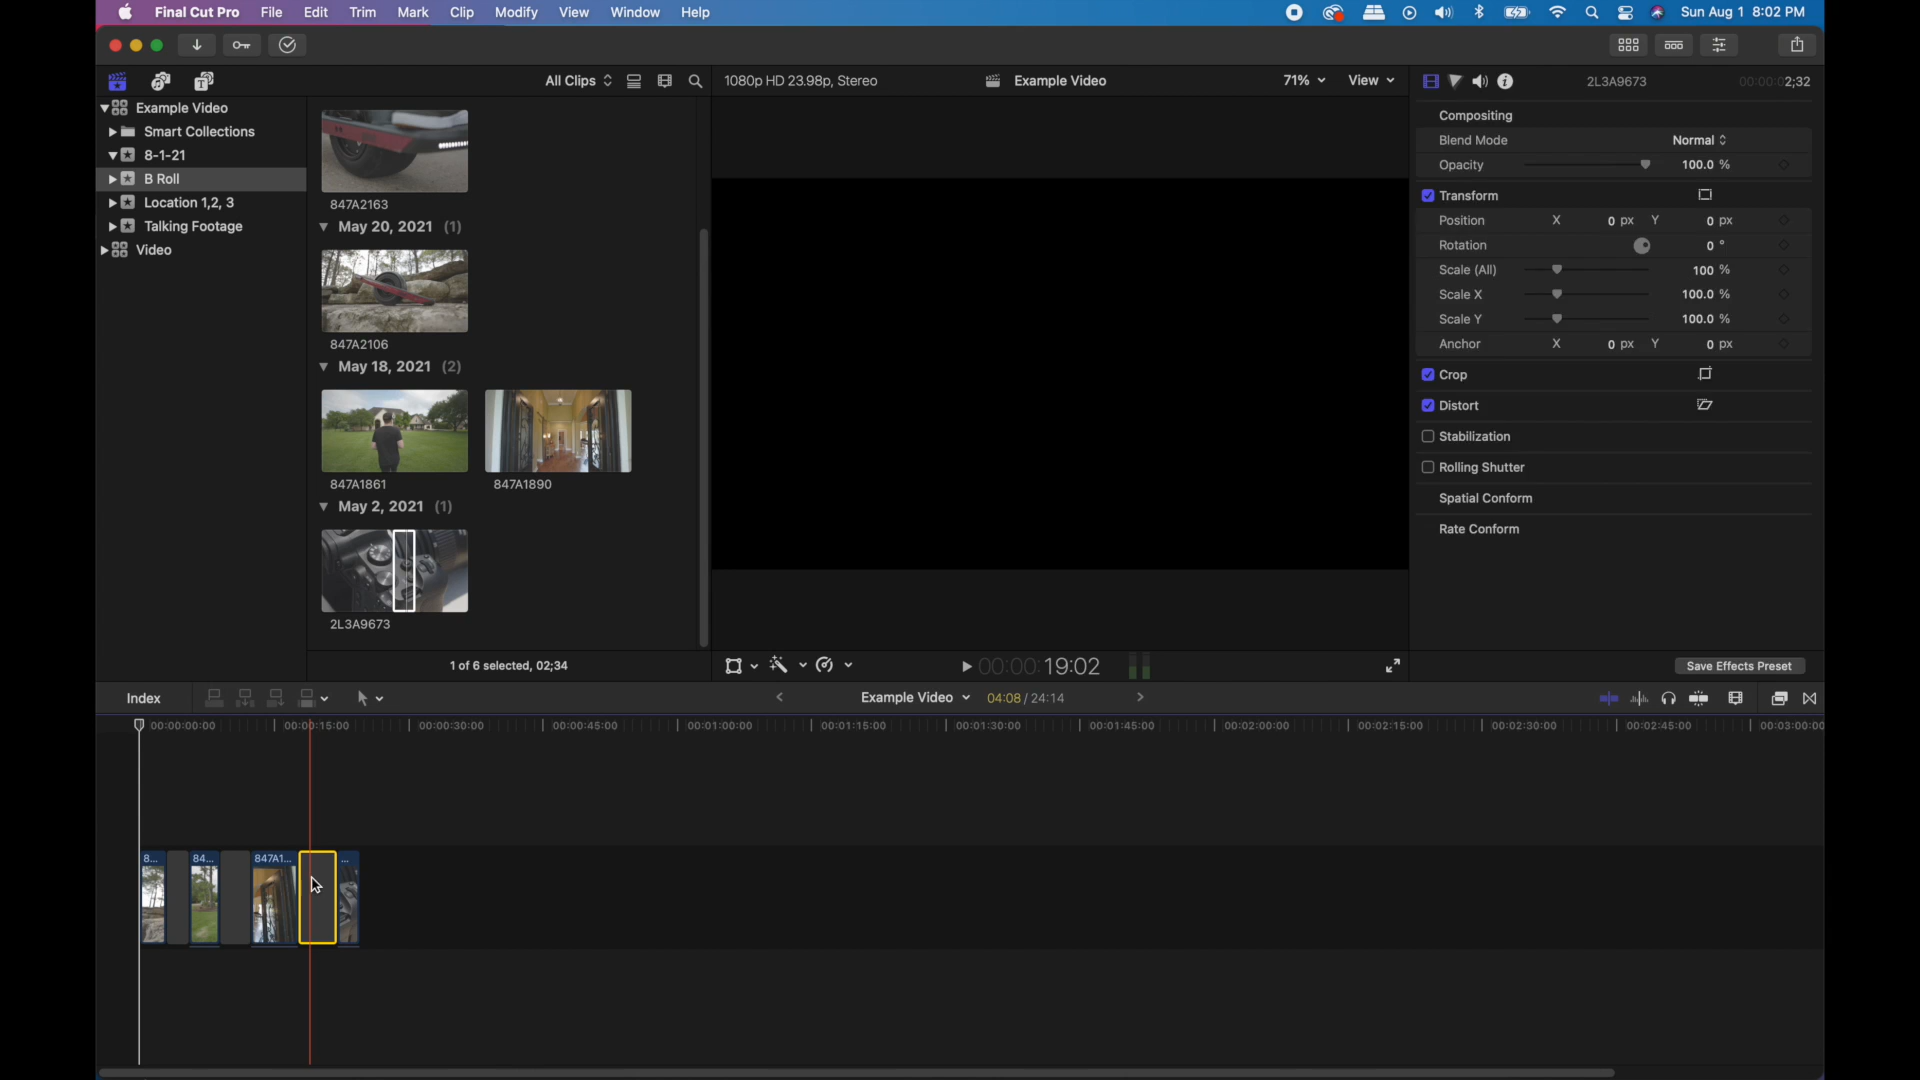 Final Cut Pro File Edit Trim Mark Clip Modify View Window Help Sun Aug 1 8:02 PM
All Clips 1080p HD 23.98p, Stereo Example Video 71% View 2L3A9673 00:00:02;32
Example Video
Smart Collections
8-1-21
B Roll
Location 1,2, 3
Talking Footage
Video
847A2163
May 20, 2021 (1)
847A2106
May 18, 2021 (2)
847A1861 847A1890
May 2, 2021 (1)
2L3A9673
1 of 6 selected, 02;34
00:00:00:19:02
Compositing
Blend Mode Normal
Opacity 100.0 %
Transform
Position X 0 px Y 0 px
Rotation 0 °
Scale (All) 100 %
Scale X 100.0 %
Scale Y 100.0 %
Anchor X 0 px Y 0 px
Crop
Distort
Stabilization
Rolling Shutter
Spatial Conform
Rate Conform
Save Effects Preset
Index Example Video 04:08 / 24:14
00:00:00:00 00:00:15:00 00:00:30:00 00:00:45:00 00:01:00:00 00:01:15:00 00:01:30:00 00:01:45:00 00:02:00:00 00:02:15:00 00:02:30:00 00:02:45:00 00:03:00:00
8... 84... 847A1... ...